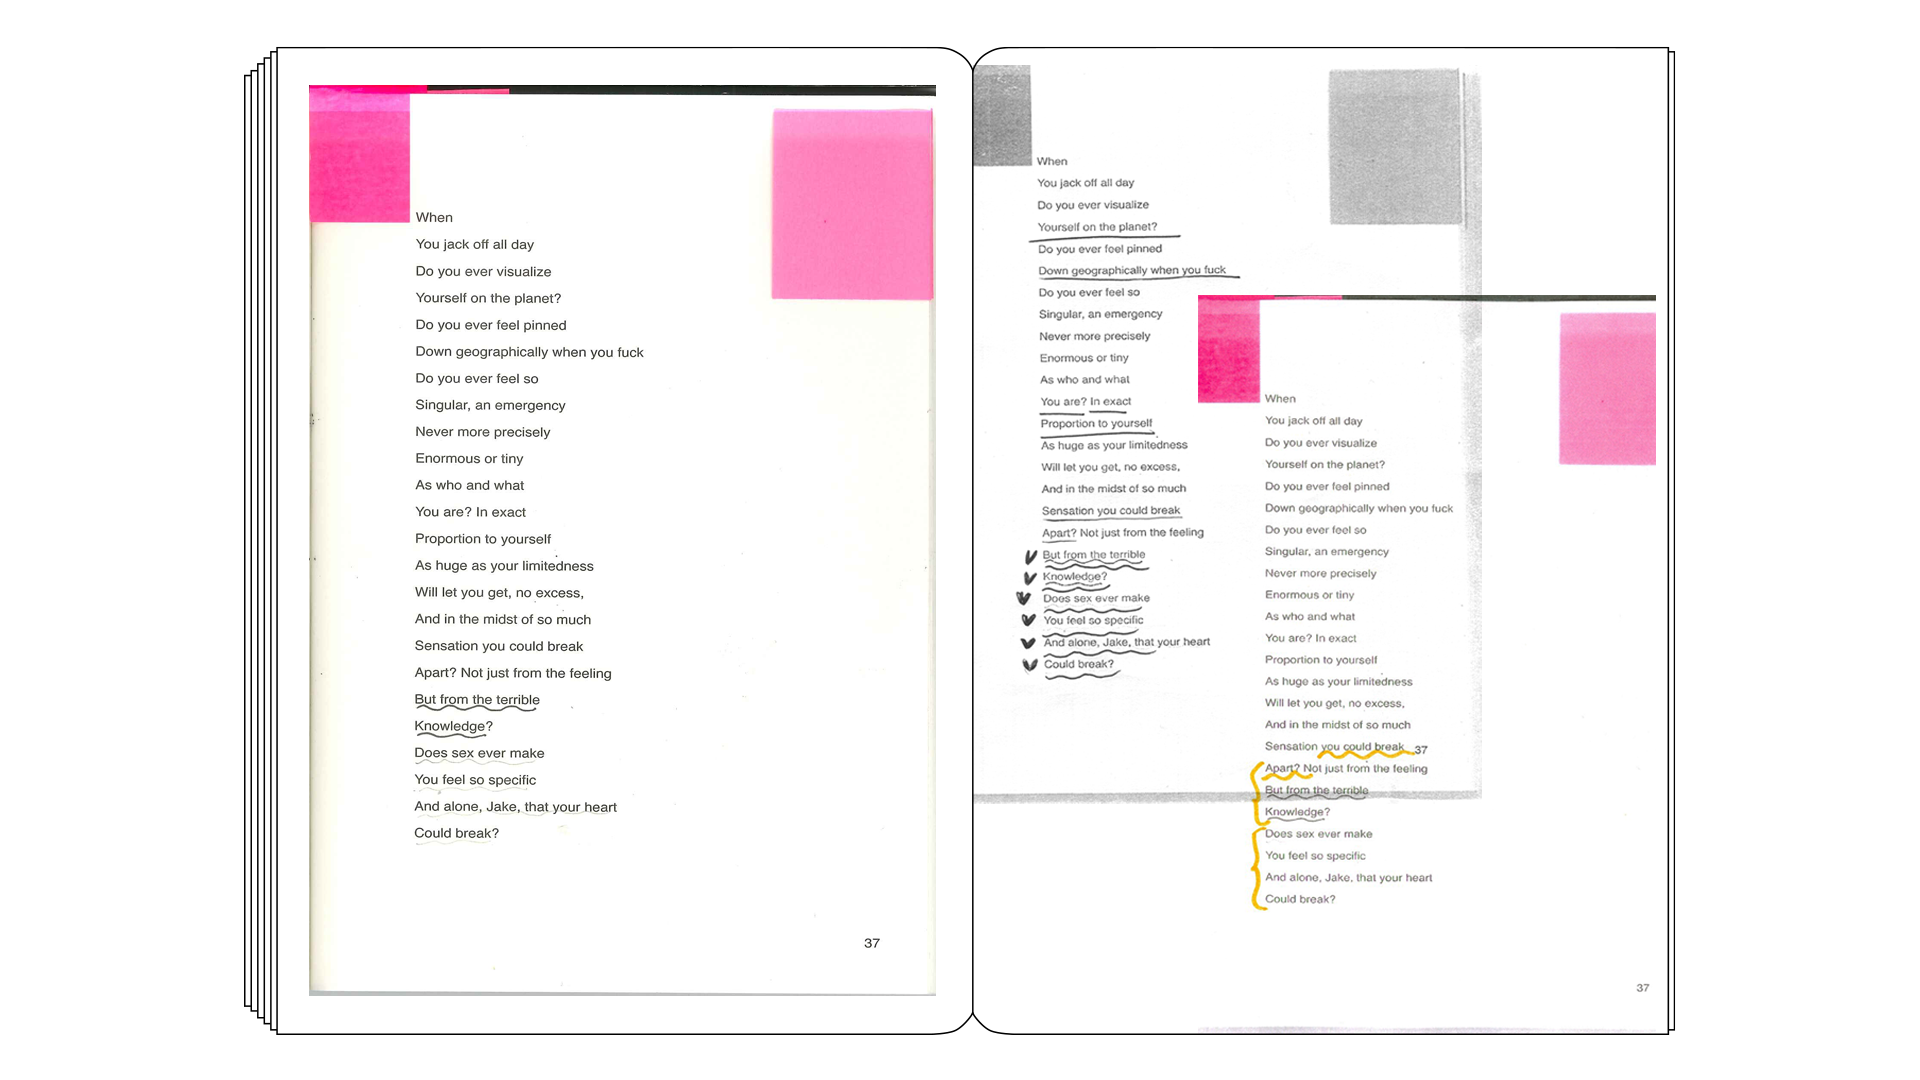 When
You jack off all day
Do you ever visualize
Yourself on the planet?
Do you ever feel pinned
Down geographically when you fuck
Do you ever feel so
Singular, an emergency
Never more precisely
Enormous or tiny
As who and what
You are? In exact
Proportion to yourself
As huge as your limitedness
Will let you get, no excess,
And in the midst of so much
Sensation you could break
Apart? Not just from the feeling
But from the terrible
Knowledge?
Does sex ever make
You feel so specific
And alone, Jake, that your heart
Could break?
37
When
You jack off all day
Do you ever visualize
Yourself on the planet?
Do you ever feel pinned
Down geographically when you fuck
Do you ever feel so
Singular, an emergency
Never more precisely
Enormous or tiny
As who and what
You are? In exact
Proportion to yourself
As huge as your limitedness
Will let you get, no excess,
And in the midst of so much
Sensation you could break
Apart? Not just from the feeling
But from the terrible
Knowledge?
Does sex ever make
You feel so specific
And alone, Jake, that your heart
Could break?
37
When
You jack off all day
Do you ever visualize
Yourself on the planet?
Do you ever feel pinned
Down geographically when you fuck
Do you ever feel so
Singular, an emergency
Never more precisely
Enormous or tiny
As who and what
You are? In exact
Proportion to yourself
As huge as your limitedness
Will let you get, no excess,
And in the midst of so much
Sensation you could break
Apart? Not just from the feeling
But from the terrible
Knowledge?
Does sex ever make
You feel so specific
And alone, Jake, that your heart
Could break?
37